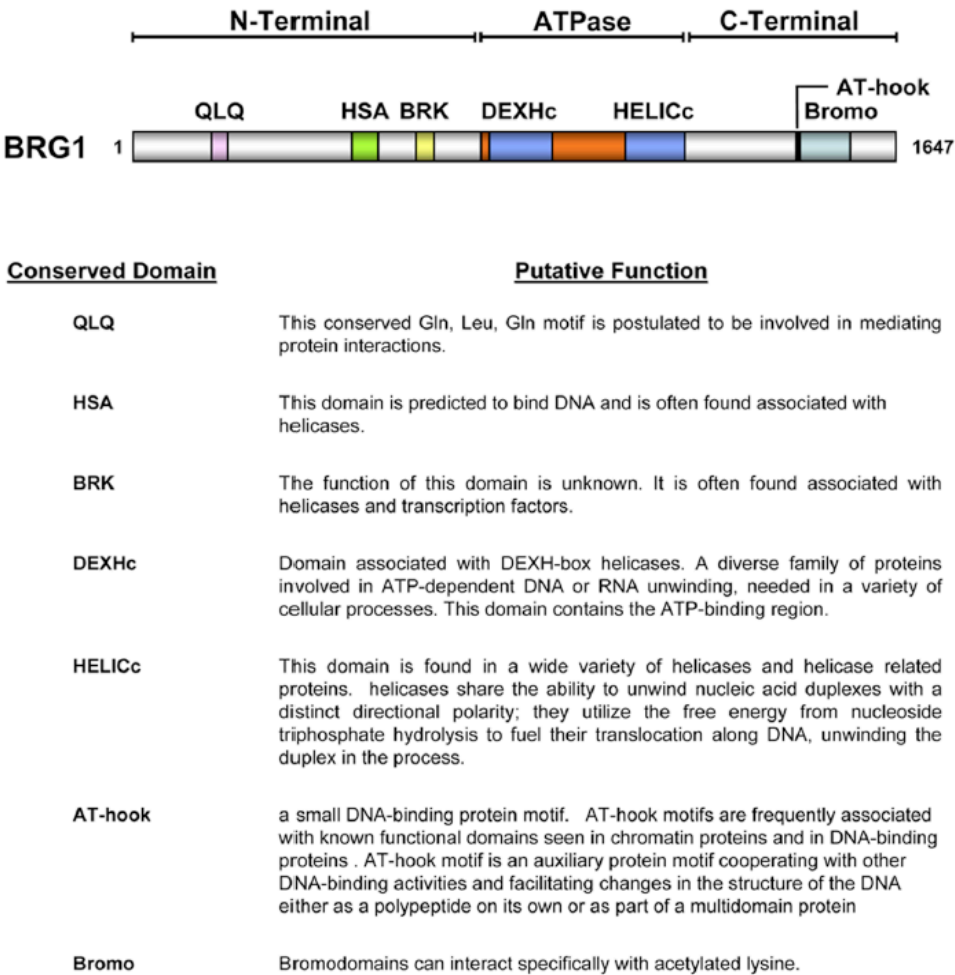 N-Terminal ATPase C-Terminal
AT-hook
QLQ HSA BRK DEXHc HELICc Bromo
BRG1 1 1647
Conserved Domain Putative Function
QLQ This conserved Gln, Leu, Gln motif is postulated to be involved in mediating
protein interactions.
HSA This domain is predicted to bind DNA and is often found associated with
helicases.
BRK The function of this domain is unknown. It is often found associated with
helicases and transcription factors.
DEXHc Domain associated with DEXH-box helicases. A diverse family of proteins
involved in ATP-dependent DNA or RNA unwinding, needed in a variety of
cellular processes. This domain contains the ATP-binding region.
HELICc This domain is found in a wide variety of helicases and helicase related
proteins. helicases share the ability to unwind nucleic acid duplexes with a
distinct directional polarity; they utilize the free energy from nucleoside
triphosphate hydrolysis to fuel their translocation along DNA, unwinding the
duplex in the process.
AT-hook a small DNA-binding protein motif. AT-hook motifs are frequently associated
with known functional domains seen in chromatin proteins and in DNA-binding
proteins . AT-hook motif is an auxiliary protein motif cooperating with other
DNA-binding activities and facilitating changes in the structure of the DNA
either as a polypeptide on its own or as part of a multidomain protein
Bromo Bromodomains can interact specifically with acetylated lysine.